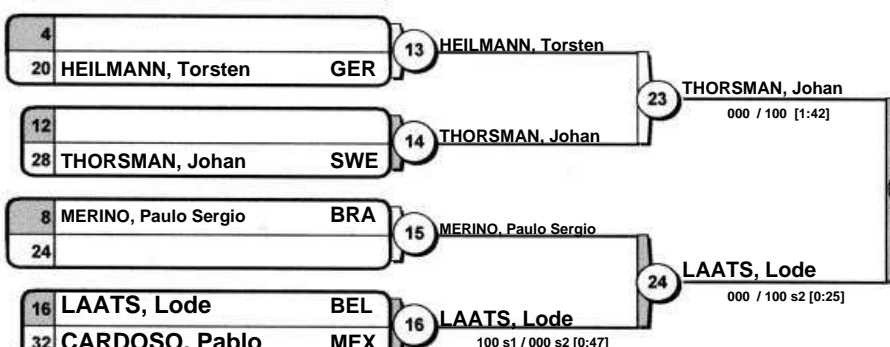 4
20 HEILMANN, Torsten GER
13 HEILMANN, Torsten
12
28 THORSMAN, Johan SWE
14 THORSMAN, Johan
23 THORSMAN, Johan
000 / 100 [1:42]
8 MERINO, Paulo Sergio BRA
24
15 MERINO, Paulo Sergio
16 LAATS, Lode BEL
32 CARDOSO, Pablo MEX
16 LAATS, Lode
100 s1 / 000 s2 [0:47]
24 LAATS, Lode
000 / 100 s2 [0:25]